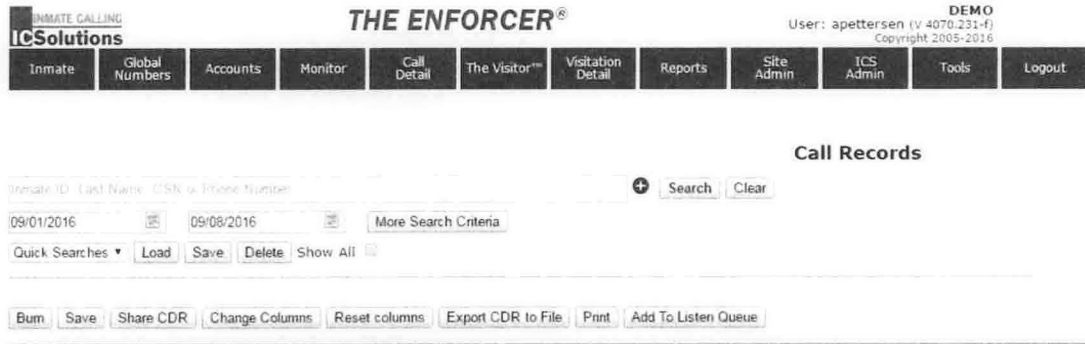 INMATE CALLING
ICSolutions
THE ENFORCER®
DEMO
User: apettersen (v 4070.231-f)
Copyright 2005-2016
Inmate Global Numbers Accounts Monitor Call Detail The Visitor™ Visitation Detail Reports Site Admin ICS Admin Tools Logout
Call Records
Inmate ID, Last Name, CSN or Phone Number Search Clear
09/01/2016 09/08/2016 More Search Criteria
Quick Searches Load Save Delete Show All
Burn Save Share CDR Change Columns Reset columns Export CDR to File Print Add To Listen Queue